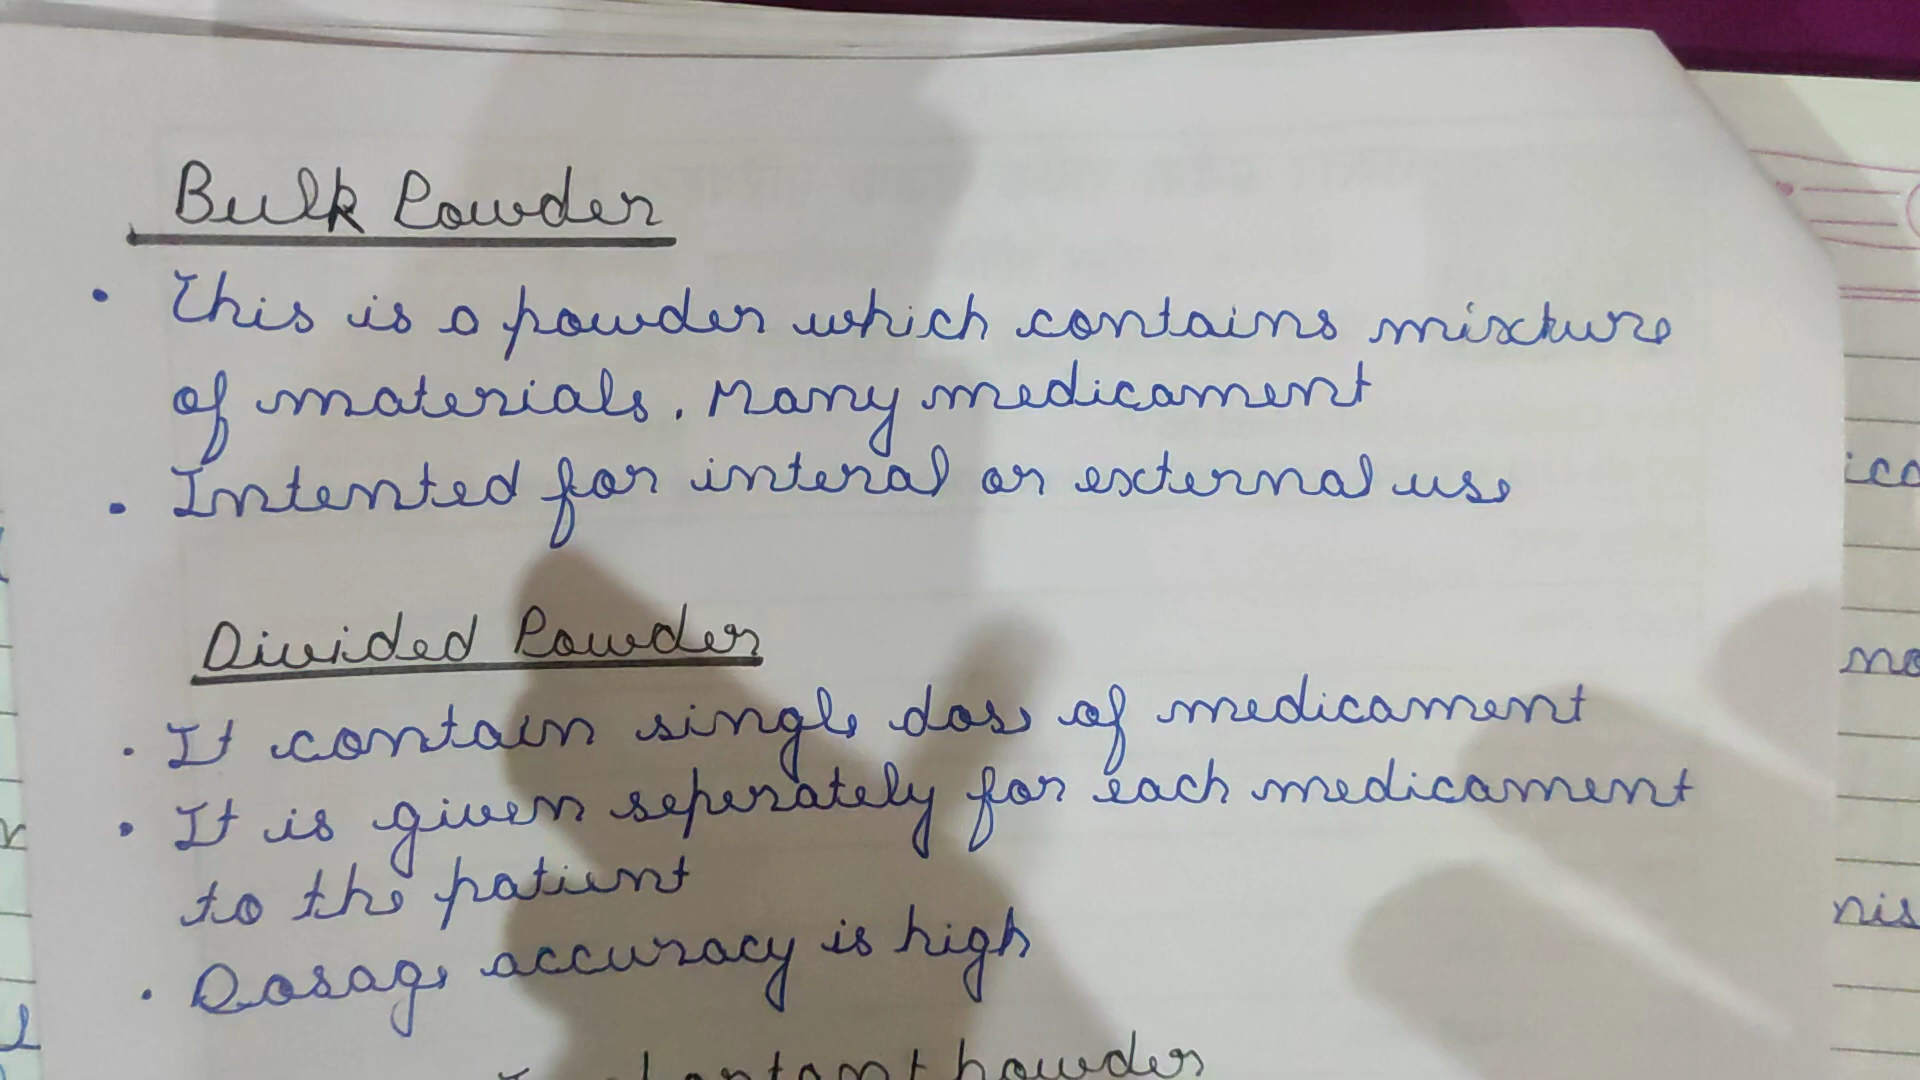 Bulk Powder
• This is a powder which contains mixture
of materials. Many medicament
• Intented for interal or external use
Divided Powder
• It contain single dose of medicament
• It is given seperately for each medicament
to the patient
• Dosage accuracy is high
powder